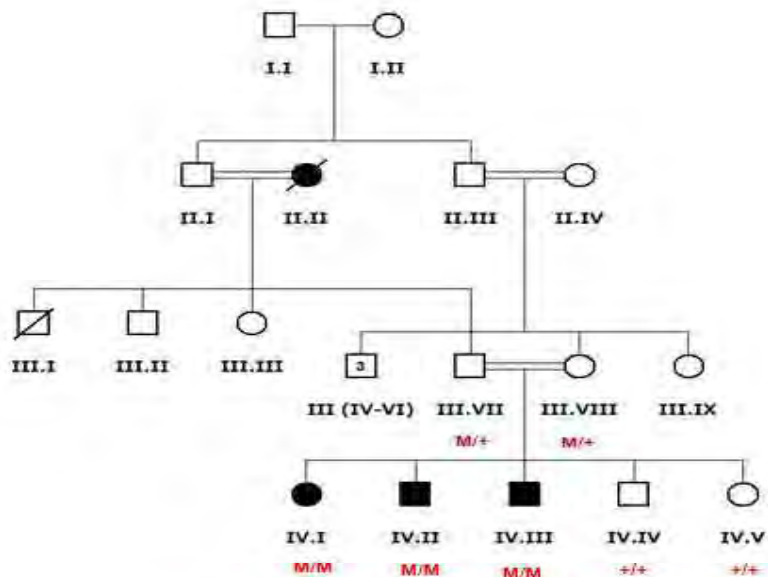 I.I I.II
II.I II.II II.III II.IV
III.I III.II III.III
3
III (IV-VI) III.VII III.VIII III.IX
M/+ M/+
IV.I IV.II IV.III IV.IV IV.V
M/M M/M M/M +/+ +/+